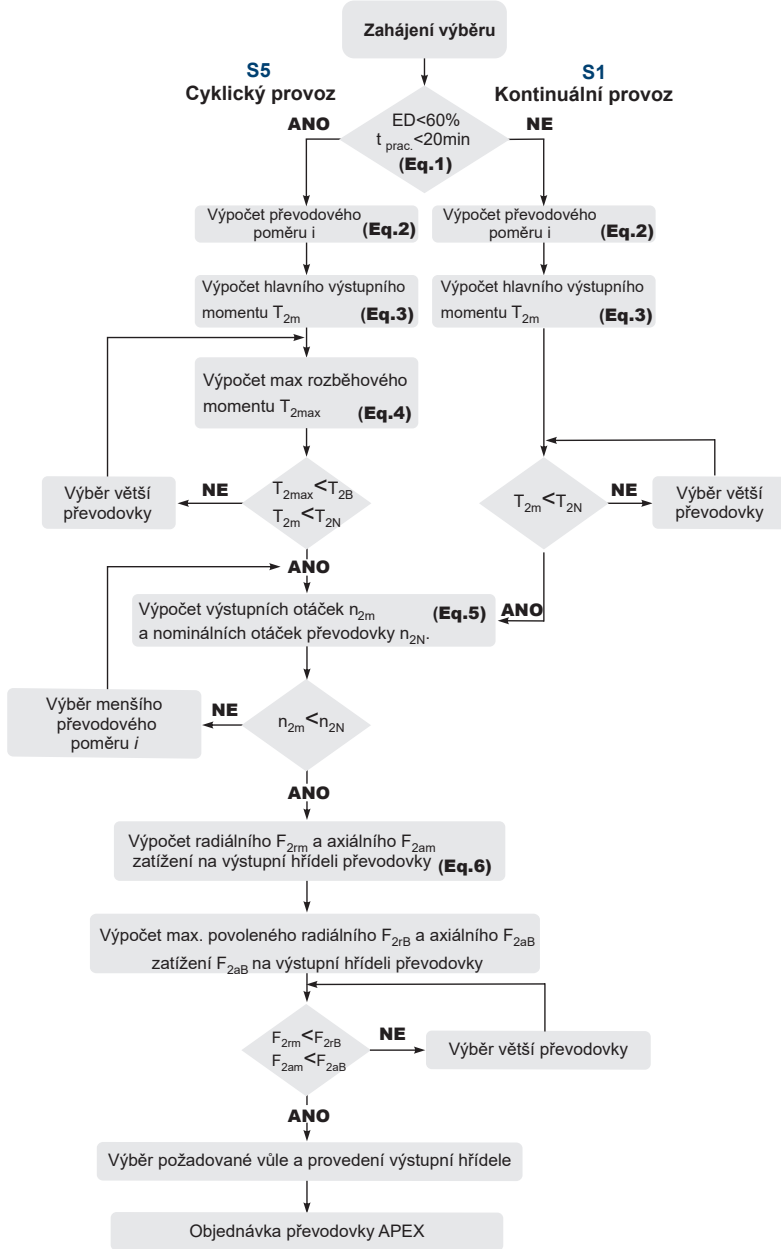 Zahájení výběru
S5
Cyklický provoz
S1
Kontinuální provoz
ANO
ED<60%
t prac.<20min
(Eq.1)
NE
Výpočet převodového
poměru i (Eq.2)
Výpočet převodového
poměru i (Eq.2)
Výpočet hlavního výstupního
momentu T2m (Eq.3)
Výpočet hlavního výstupního
momentu T2m (Eq.3)
Výpočet max rozběhového
momentu T2max (Eq.4)
Výběr větší
převodovky
NE
T2max<T2B
T2m<T2N
T2m<T2N
NE
Výběr větší
převodovky
ANO
Výpočet výstupních otáček n2m (Eq.5)
a nominálních otáček převodovky n2N.
ANO
Výběr menšího
převodového
poměru i
NE
n2m<n2N
ANO
Výpočet radiálního F2rm a axiálního F2am
zatížení na výstupní hřídeli převodovky (Eq.6)
Výpočet max. povoleného radiálního F2rB a axiálního F2aB
zatížení F2aB na výstupní hřídeli převodovky
F2rm<F2rB
F2am<F2aB
NE
Výběr větší převodovky
ANO
Výběr požadované vůle a provedení výstupní hřídele
Objednávka převodovky APEX